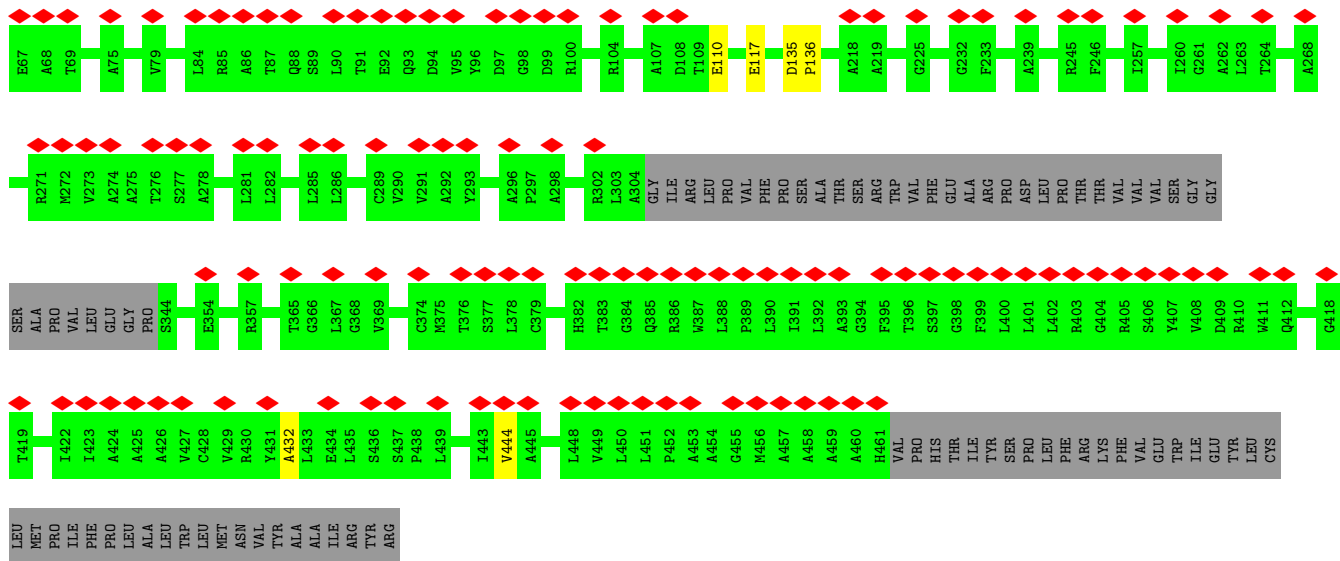 E67 A68 T69 A75 V79 L84 R85 A86 T87 Q88 S89 L90 T91 E92 Q93 D94 V95 Y96 D97 G98 D99 R100 R104 A107 D108 T109 E110 E117 D135 P136 A218 A219 G225 G232 F233 A239 R245 F246 I257 I260 G261 A262 L263 T264 A268
R271 M272 V273 A274 A275 T276 S277 A278 L281 L282 L285 L286 C289 V290 V291 A292 Y293 A296 P297 A298 R302 L303 A304 GLY ILE ARG LEU PRO VAL PHE PRO SER ALA THR SER ARG TRP VAL PHE GLU ALA ARG PRO ASP LEU PRO THR THR VAL VAL VAL SER GLY GLY
SER ALA PRO VAL LEU GLU GLY PRO S344 E354 R357 T365 G366 L367 G368 V369 C374 M375 T376 S377 L378 C379 H382 T383 G384 Q385 R386 W387 L388 P389 L390 I391 L392 A393 G394 F395 T396 S397 G398 F399 L400 L401 L402 R403 G404 R405 S406 Y407 V408 D409 R410 W411 Q412 G418
T419 I422 I423 A424 A425 A426 V427 C428 V429 R430 Y431 A432 L433 E434 L435 S436 S437 P438 L439 I443 V444 A445 L448 V449 L450 L451 P452 A453 A454 G455 M456 A457 A458 A459 A460 H461 VAL PRO HIS THR ILE TYR SER PRO LEU PHE ARG LYS PHE VAL GLU TRP ILE GLU TYR LEU CYS
LEU MET PRO ILE PHE PRO LEU ALA LEU TRP LEU MET ASN VAL TYR ALA ALA ILE ARG TYR ARG